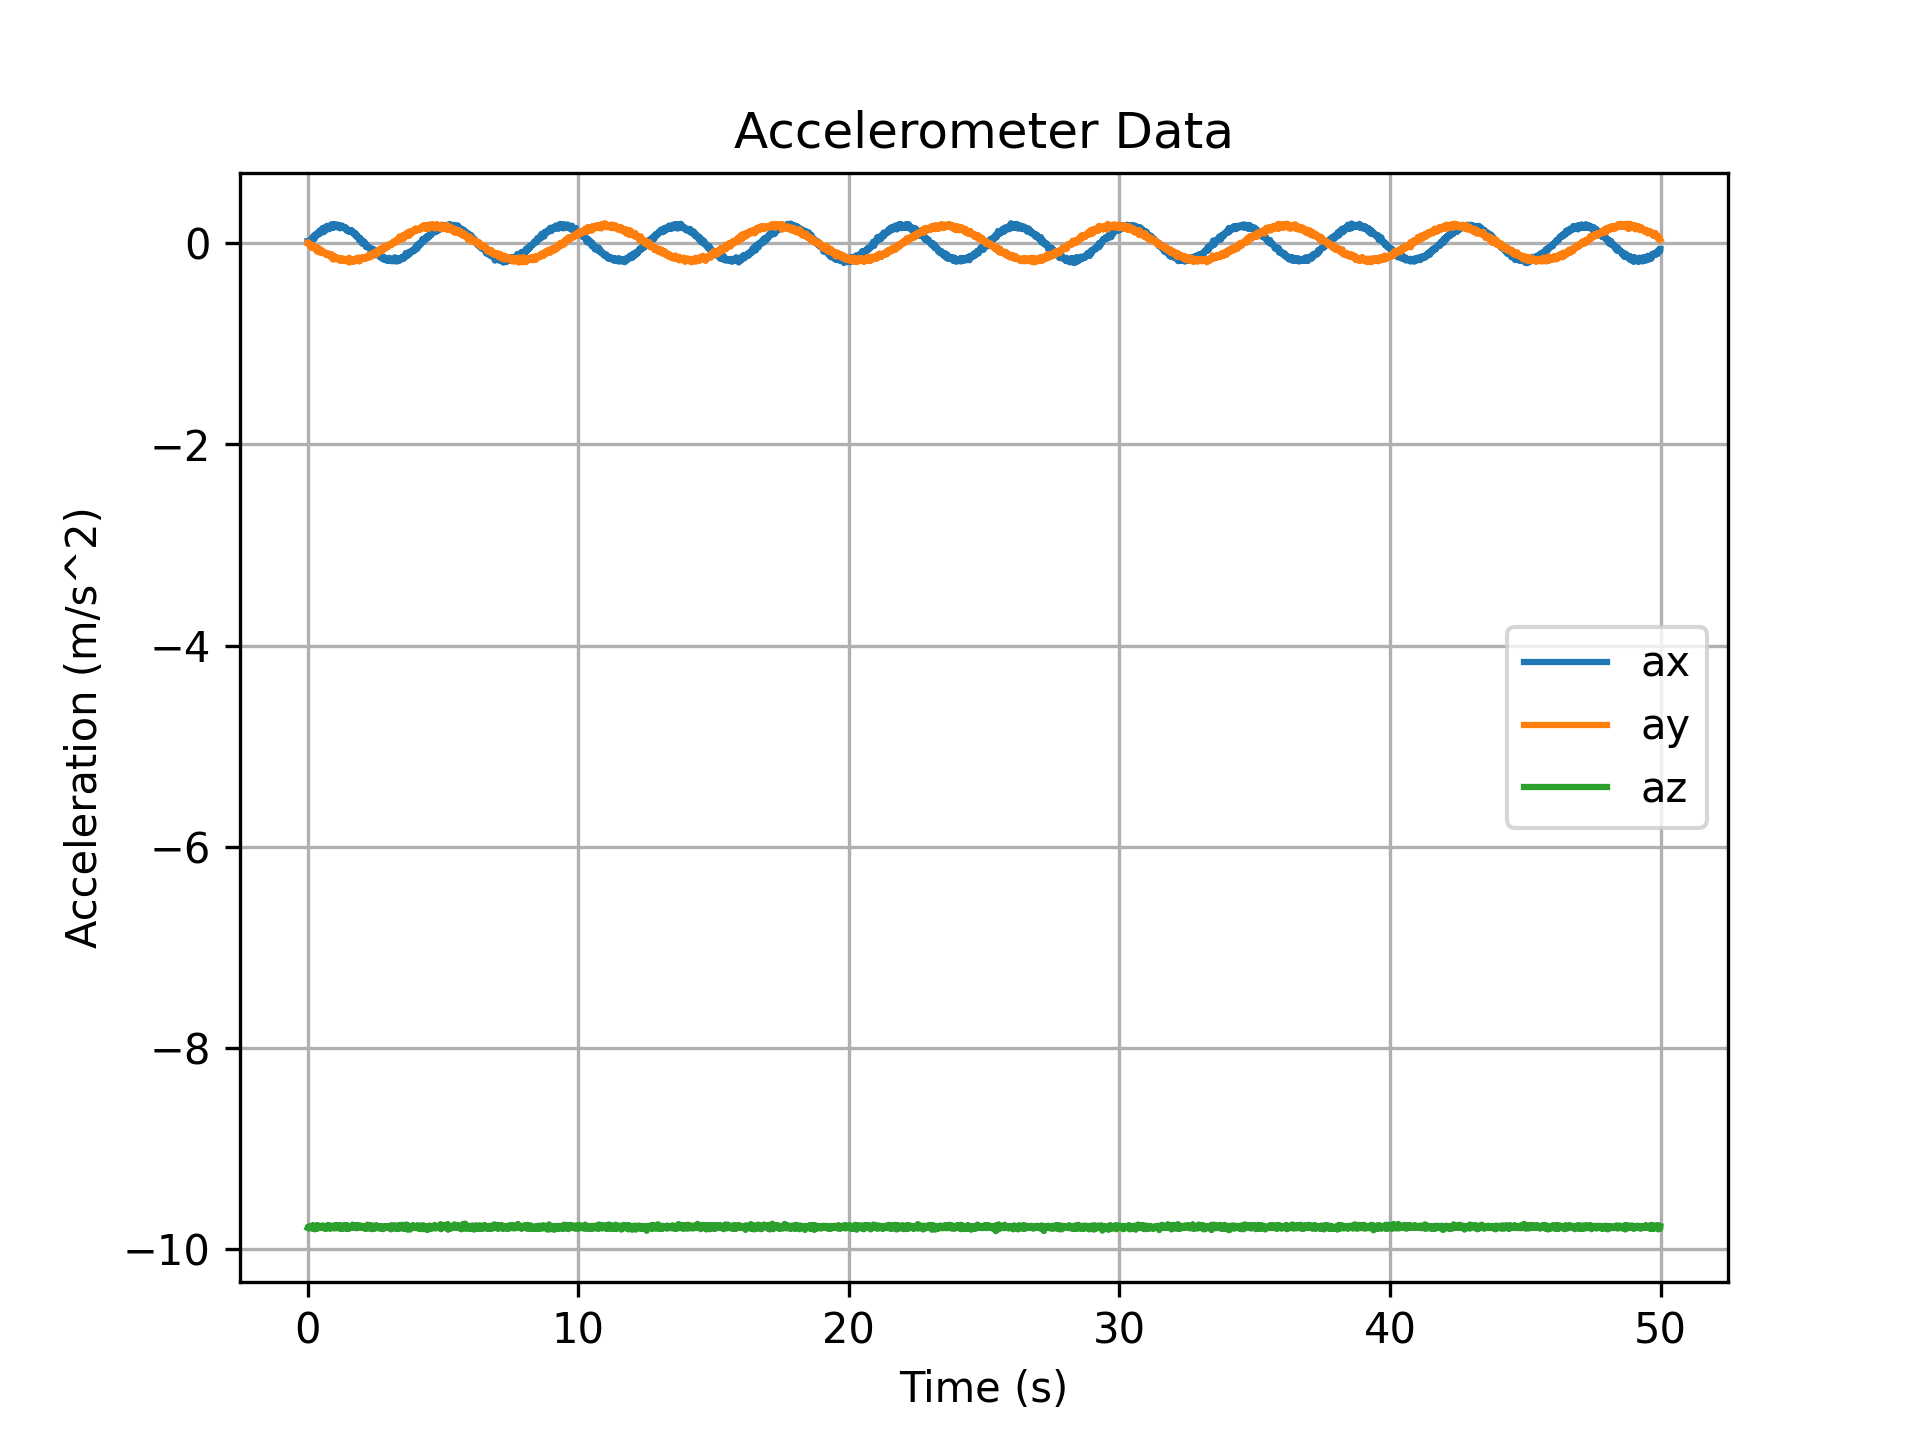 Accelerometer Data
Acceleration (m/s^2)
0
−2
−4
−6
−8
−10
ax
ay
az
0 10 20 30 40 50
Time (s)